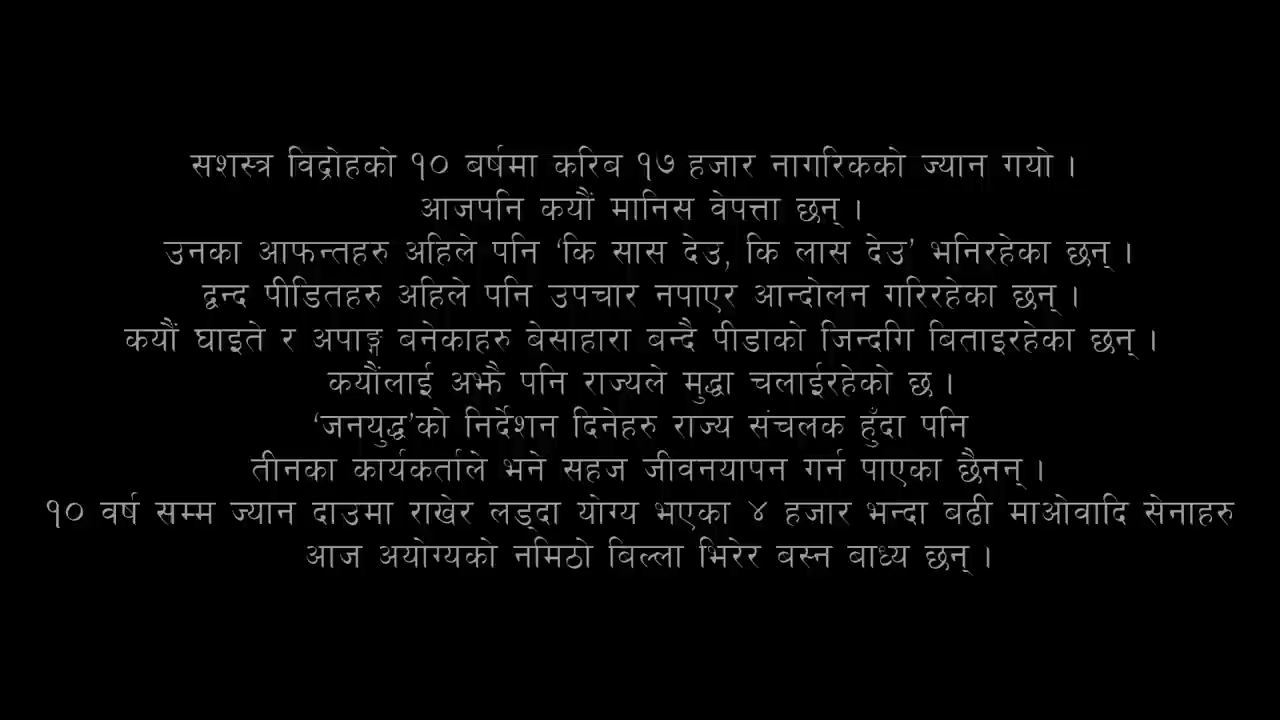 सशस्त्र विद्रोहको १० बर्षमा करिब १७ हजार नागरिकको ज्यान गयो ।
आजपनि कयौं मानिस वेपत्ता छन् ।
उनका आफन्तहरु अहिले पनि ‘कि सास देउ, कि लास देउ’ भनिरहेका छन् ।
द्वन्द पीडितहरु अहिले पनि उपचार नपाएर आन्दोलन गरिरहेका छन् ।
कयौं घाइते र अपाङ्ग बनेकाहरु बेसाहारा बन्दै पीडाको जिन्दगि बिताइरहेका छन् ।
कयौंलाई अझै पनि राज्यले मुद्धा चलाईरहेको छ ।
‘जनयुद्ध’को निर्देशन दिनेहरु राज्य संचलक हुँदा पनि
तीनका कार्यकर्ताले भने सहज जीवनयापन गर्न पाएका छैनन् ।
१० वर्ष सम्म ज्यान दाउमा राखेर लड्दा योग्य भएका ४ हजार भन्दा बढी माओवादि सेनाहरु
आज अयोग्यको नमिठो बिल्ला भिरेर बस्न बाध्य छन् ।